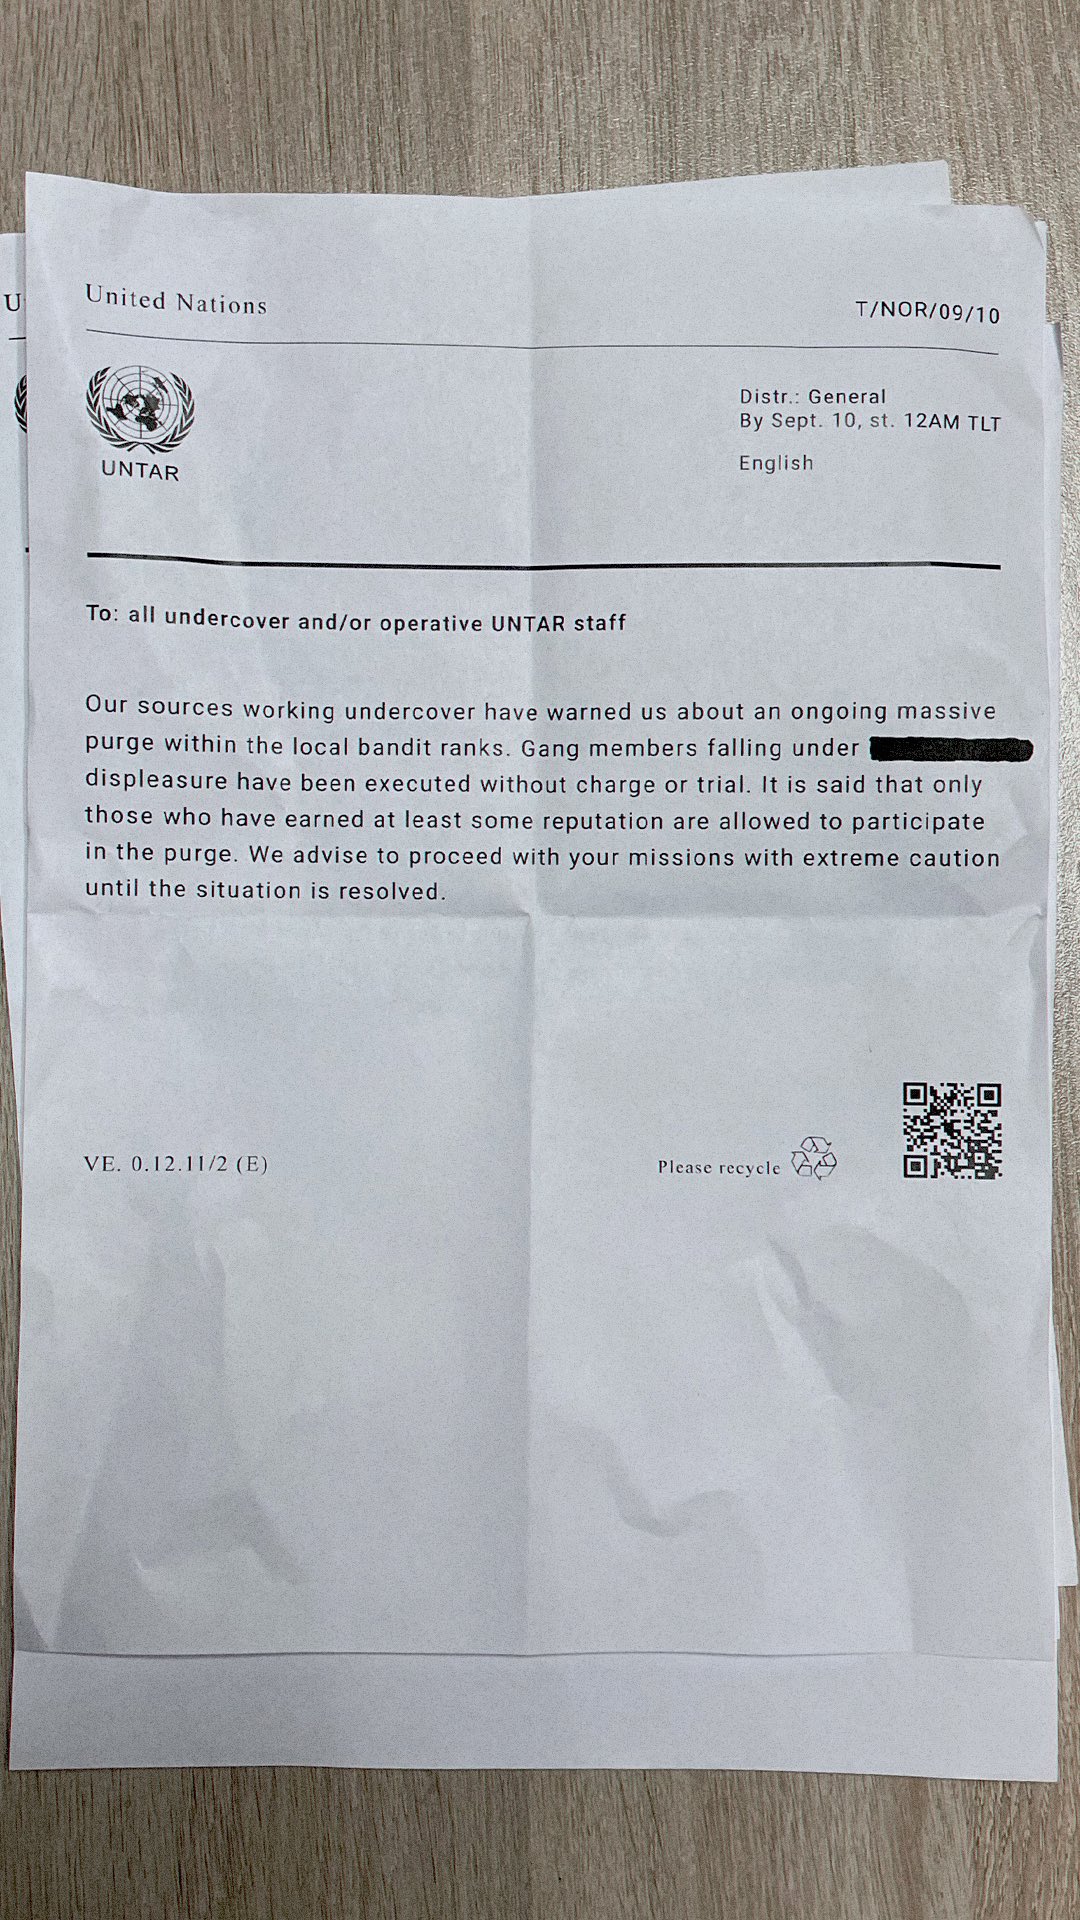 United Nations
T/NOR/09/10
U
UNTAR
Distr.: General
By Sept. 10, st. 12AM TLT
English
To: all undercover and/or operative UNTAR staff
Our sources working undercover have warned us about an ongoing massive
purge within the local bandit ranks. Gang members falling under
displeasure have been executed without charge or trial. It is said that only
those who have earned at least some reputation are allowed to participate
in the purge. We advise to proceed with your missions with extreme caution
until the situation is resolved.
VE. 0.12.11/2 (E)
Please recycle